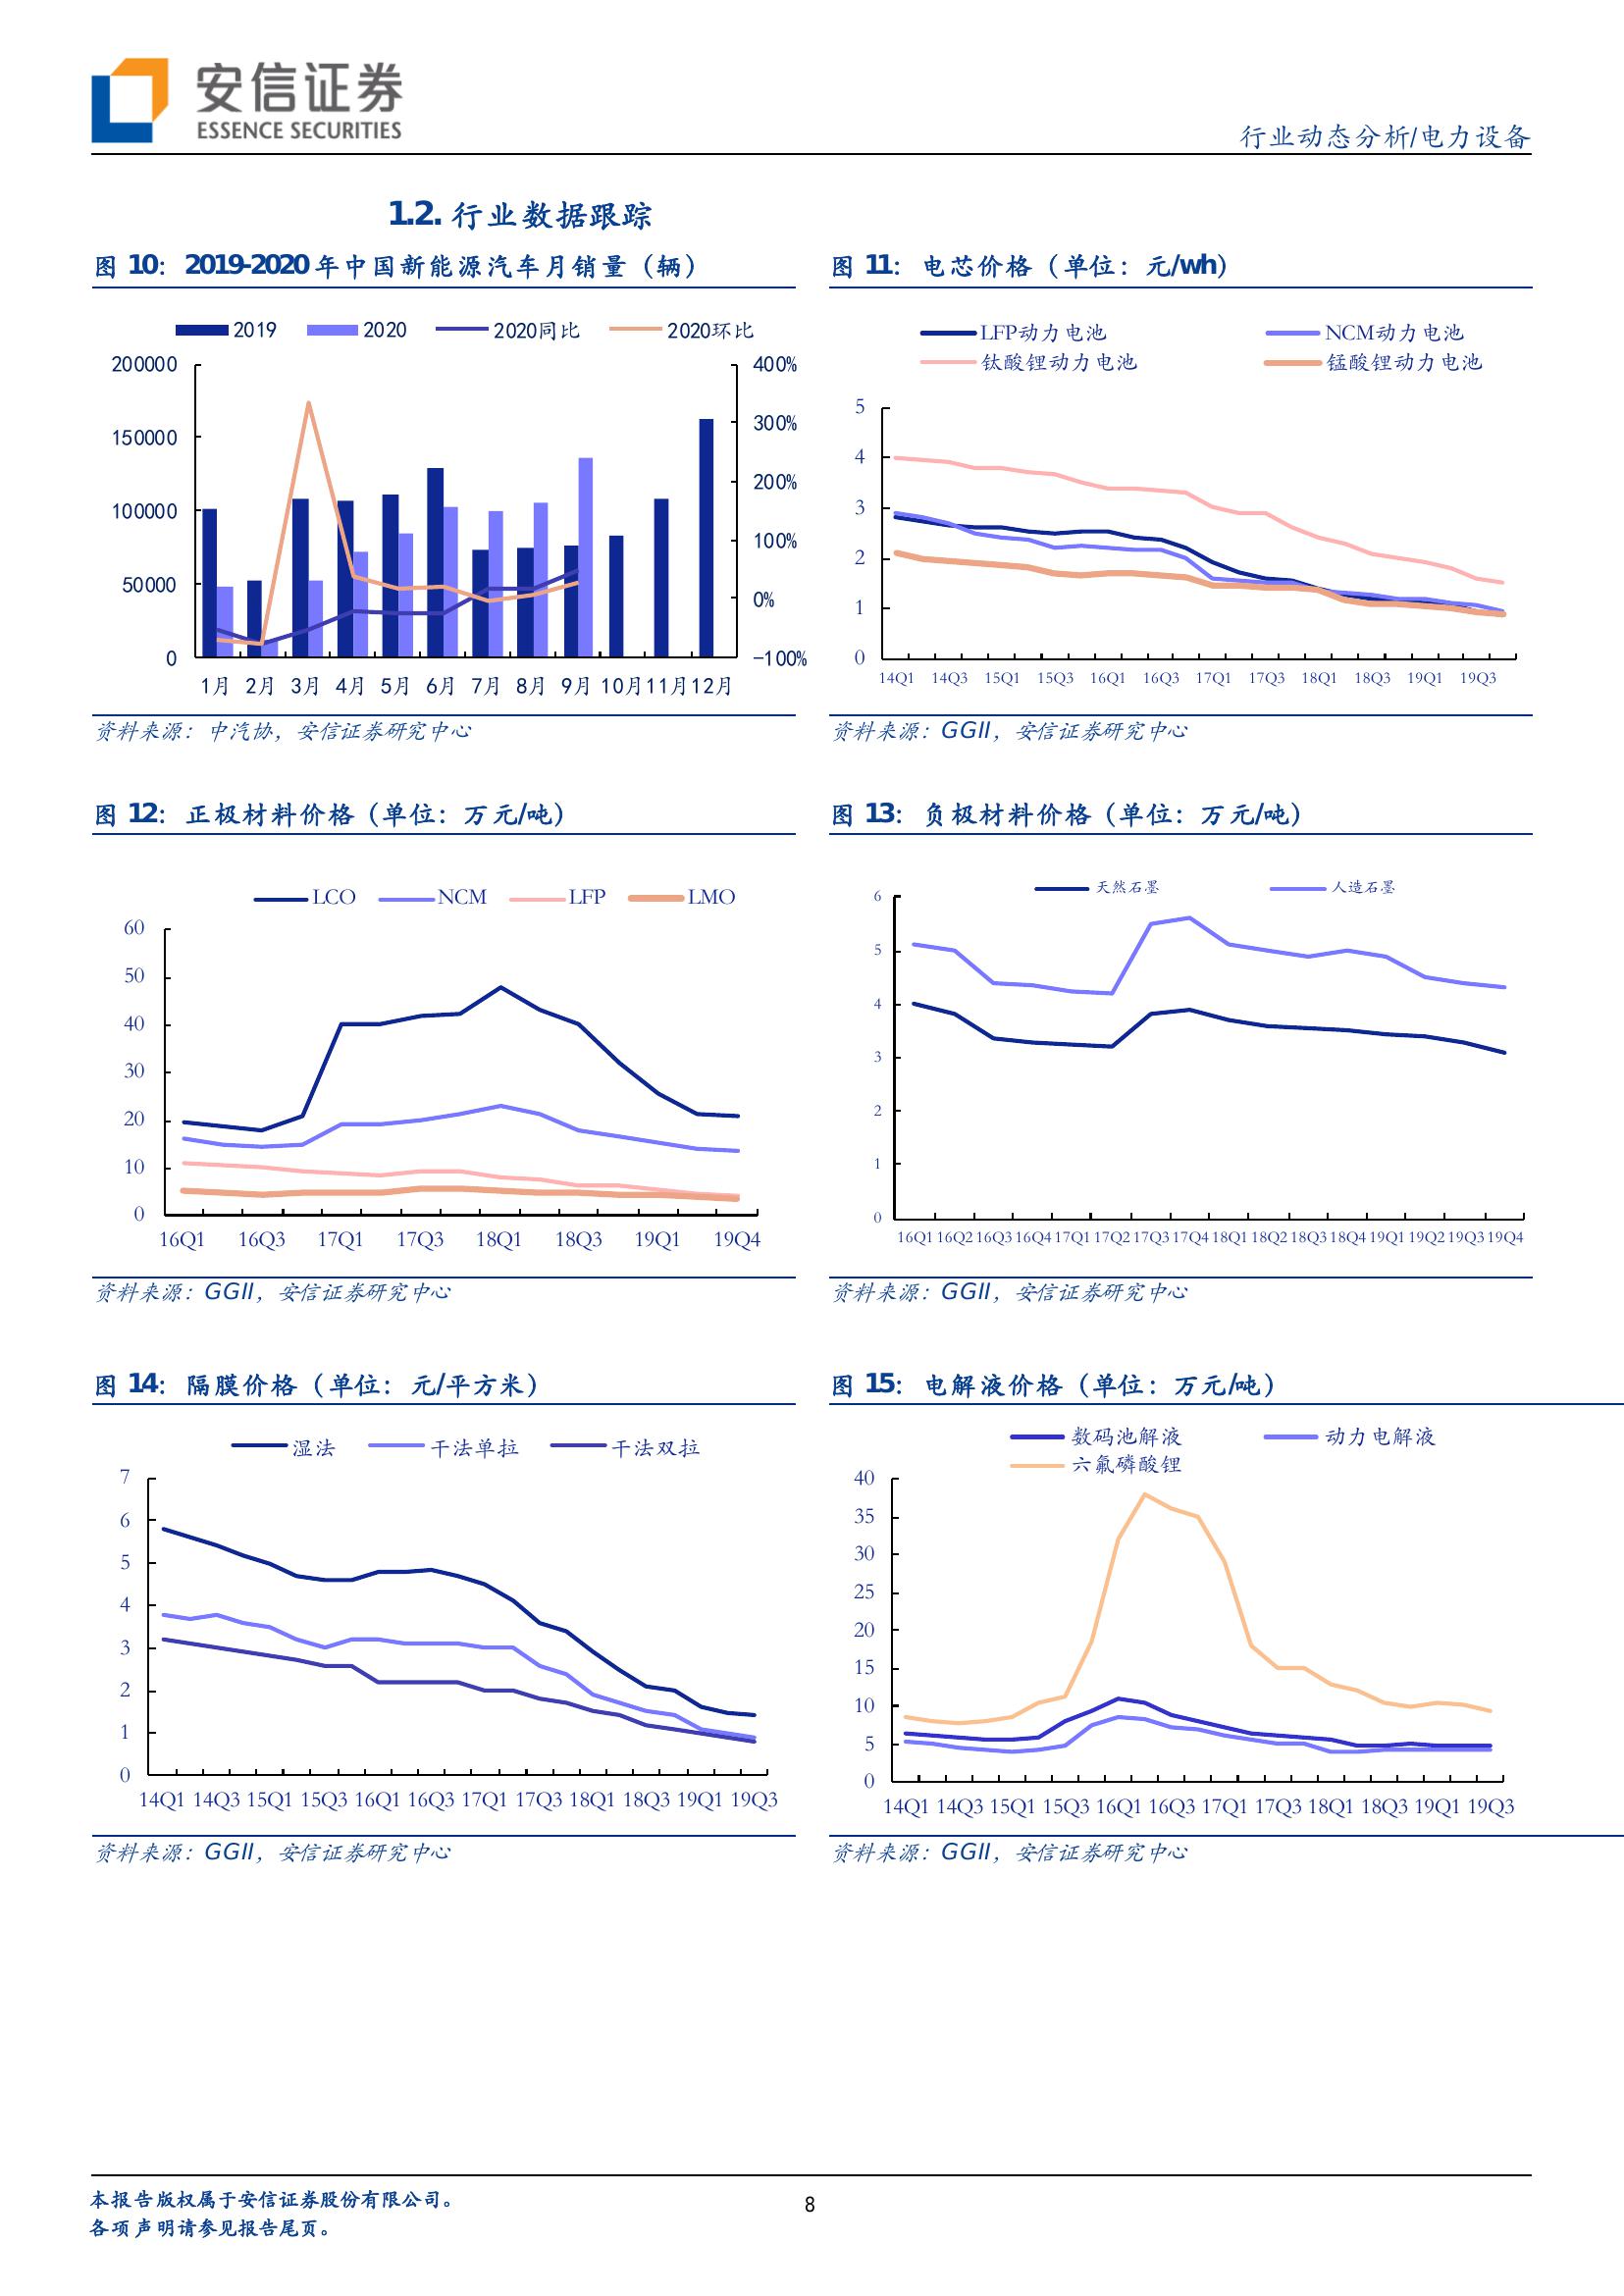 安信证券
ESSENCE SECURITIES
行业动态分析/电力设备
1.2. 行业数据跟踪
图 10：2019-2020 年中国新能源汽车月销量（辆）
2019 2020 2020同比 2020环比
200000
150000
100000
50000
0
400%
300%
200%
100%
0%
-100%
1月 2月 3月 4月 5月 6月 7月 8月 9月 10月 11月 12月
资料来源：中汽协，安信证券研究中心
图 11：电芯价格（单位：元/wh）
LFP动力电池 NCM动力电池
钛酸锂动力电池 锰酸锂动力电池
5
4
3
2
1
0
14Q1 14Q3 15Q1 15Q3 16Q1 16Q3 17Q1 17Q3 18Q1 18Q3 19Q1 19Q3
资料来源：GGII，安信证券研究中心
图 12：正极材料价格（单位：万元/吨）
LCO NCM LFP LMO
60
50
40
30
20
10
0
16Q1 16Q3 17Q1 17Q3 18Q1 18Q3 19Q1 19Q4
资料来源：GGII，安信证券研究中心
图 13：负极材料价格（单位：万元/吨）
天然石墨 人造石墨
6
5
4
3
2
1
0
16Q1 16Q2 16Q3 16Q4 17Q1 17Q2 17Q3 17Q4 18Q1 18Q2 18Q3 18Q4 19Q1 19Q2 19Q3 19Q4
资料来源：GGII，安信证券研究中心
图 14：隔膜价格（单位：元/平方米）
湿法 干法单拉 干法双拉
7
6
5
4
3
2
1
0
14Q1 14Q3 15Q1 15Q3 16Q1 16Q3 17Q1 17Q3 18Q1 18Q3 19Q1 19Q3
资料来源：GGII，安信证券研究中心
图 15：电解液价格（单位：万元/吨）
数码池解液 动力电解液
六氟磷酸锂
40
35
30
25
20
15
10
5
0
14Q1 14Q3 15Q1 15Q3 16Q1 16Q3 17Q1 17Q3 18Q1 18Q3 19Q1 19Q3
资料来源：GGII，安信证券研究中心
本报告版权属于安信证券股份有限公司。
各项声明请参见报告尾页。
8